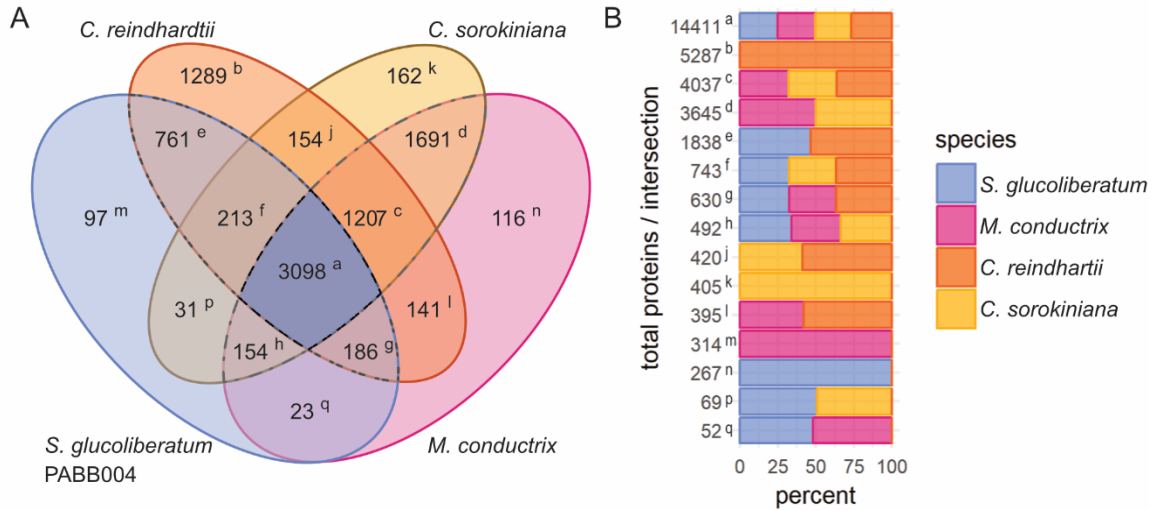 A
C. reindhardtii
C. sorokiniana
1289 b
162 k
761 e
154 j
1691 d
97 m
213 f
1207 c
116 n
3098 a
31 p
141 l
154 h
186 g
23 q
S. glucoliberatum
PABB004
M. conductrix
B
total proteins / intersection
14411 a
5287 b
4037 c
3645 d
1838 e
743 f
630 g
492 h
420 j
405 k
395 l
314 m
267 n
69 p
52 q
0 25 50 75 100
percent
species
S. glucoliberatum
M. conductrix
C. reindhartii
C. sorokiniana